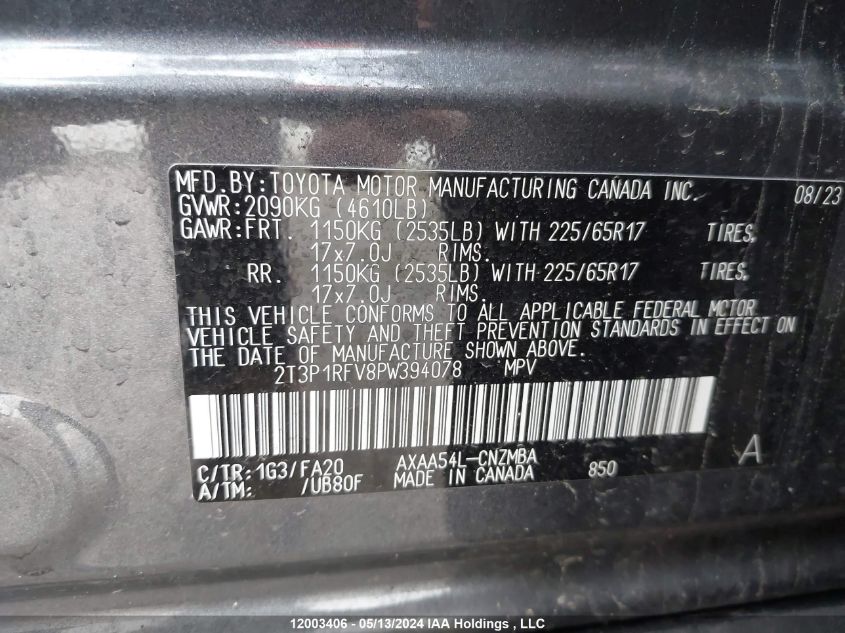 MFD.BY:TOYOTA MOTOR MANUFACTURING CANADA INC. 08/23
GVWR:2090KG (4610LB)
GAWR:FRT. 1150KG (2535LB) WITH 225/65R17 TIRES,
17x7.0J RIMS.
RR. 1150KG (2535LB) WITH 225/65R17 TIRES,
17x7.0J RIMS.
THIS VEHICLE CONFORMS TO ALL APPLICABLE FEDERAL MOTOR
VEHICLE SAFETY AND THEFT PREVENTION STANDARDS IN EFFECT ON
THE DATE OF MANUFACTURE SHOWN ABOVE.
2T3P1RFV8PW394078 MPV
C/TR:1G3/FA20 AXAA54L-CNZMBA 850 A
A/TM: /UB80F MADE IN CANADA
12003406 - 05/13/2024 IAA Holdings , LLC